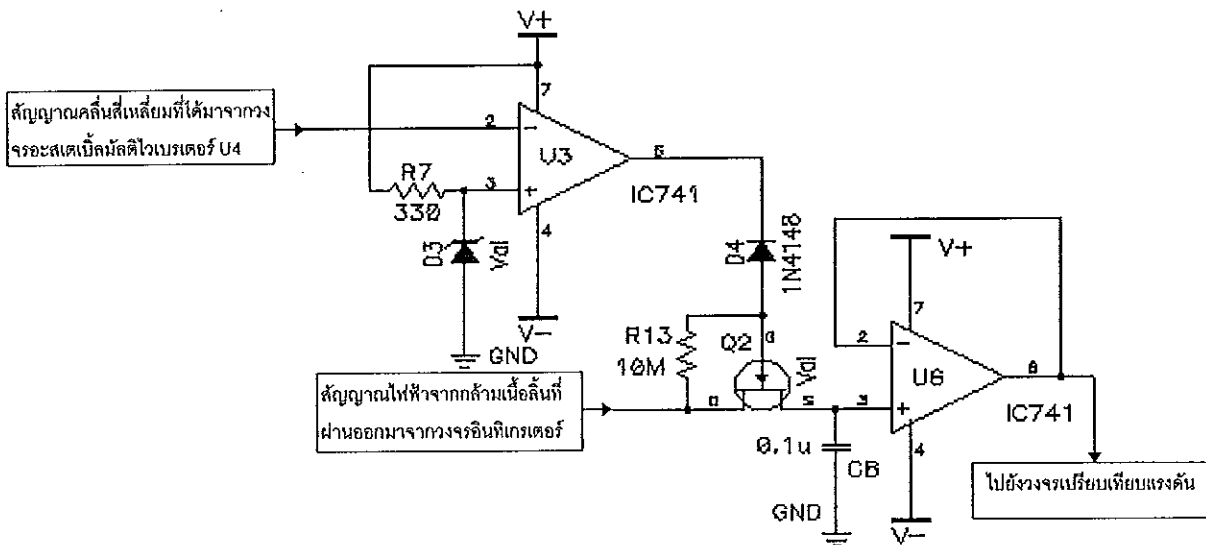 V+
7
สัญญาณคลื่นสี่เหลี่ยมที่ได้มาจากวง
จรอะสเตเบิ้ลมัลติไวเบรเตอร์ U4
2
U3
6
IC741
R7
330
3
4
D3
Val
V-
GND
D4
1N4148
V+
7
R13
10M
Q2
G
Val
2
U6
6
IC741
สัญญาณไฟฟ้าจากกล้ามเนื้อลิ้นที่
ผ่านออกมาจากวงจรอินทิเกรเตอร์
D
S
3
0.1u
C8
4
GND
V-
ไปยังวงจรเปรียบเทียบแรงดัน